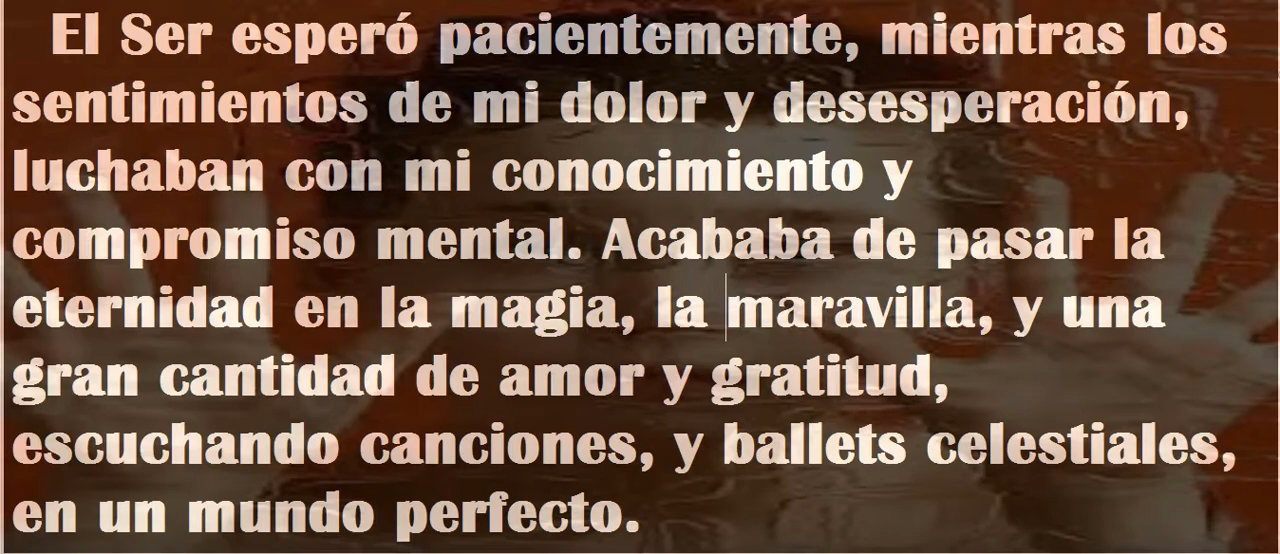 El Ser esperó pacientemente, mientras los
sentimientos de mi dolor y desesperación,
luchaban con mi conocimiento y
compromiso mental. Acababa de pasar la
eternidad en la magia, la maravilla, y una
gran cantidad de amor y gratitud,
escuchando canciones, y ballets celestiales,
en un mundo perfecto.